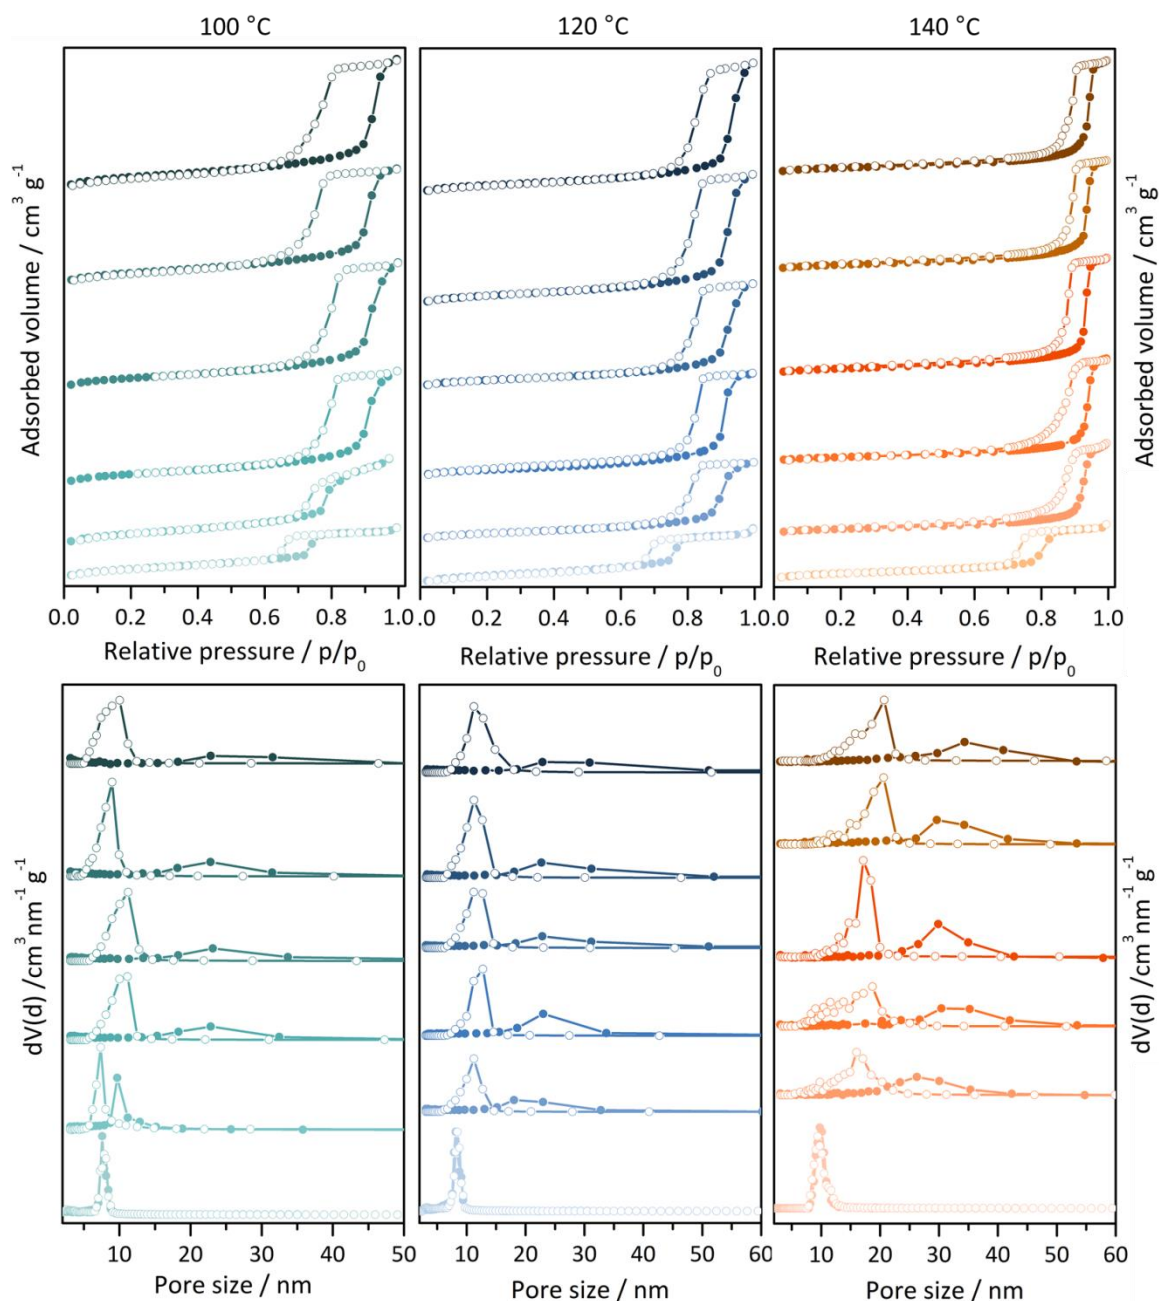 100 °C
120 °C
140 °C
Adsorbed volume / cm³ g⁻¹
Adsorbed volume / cm³ g⁻¹
0.0 0.2 0.4 0.6 0.8 1.0
0.0 0.2 0.4 0.6 0.8 1.0
0.0 0.2 0.4 0.6 0.8 1.0
Relative pressure / p/p₀
Relative pressure / p/p₀
Relative pressure / p/p₀
dV(d) /cm³ nm⁻¹ g⁻¹
dV(d) /cm³ nm⁻¹ g⁻¹
10 20 30 40 50
10 20 30 40 50 60
10 20 30 40 50 60
Pore size / nm
Pore size / nm
Pore size / nm